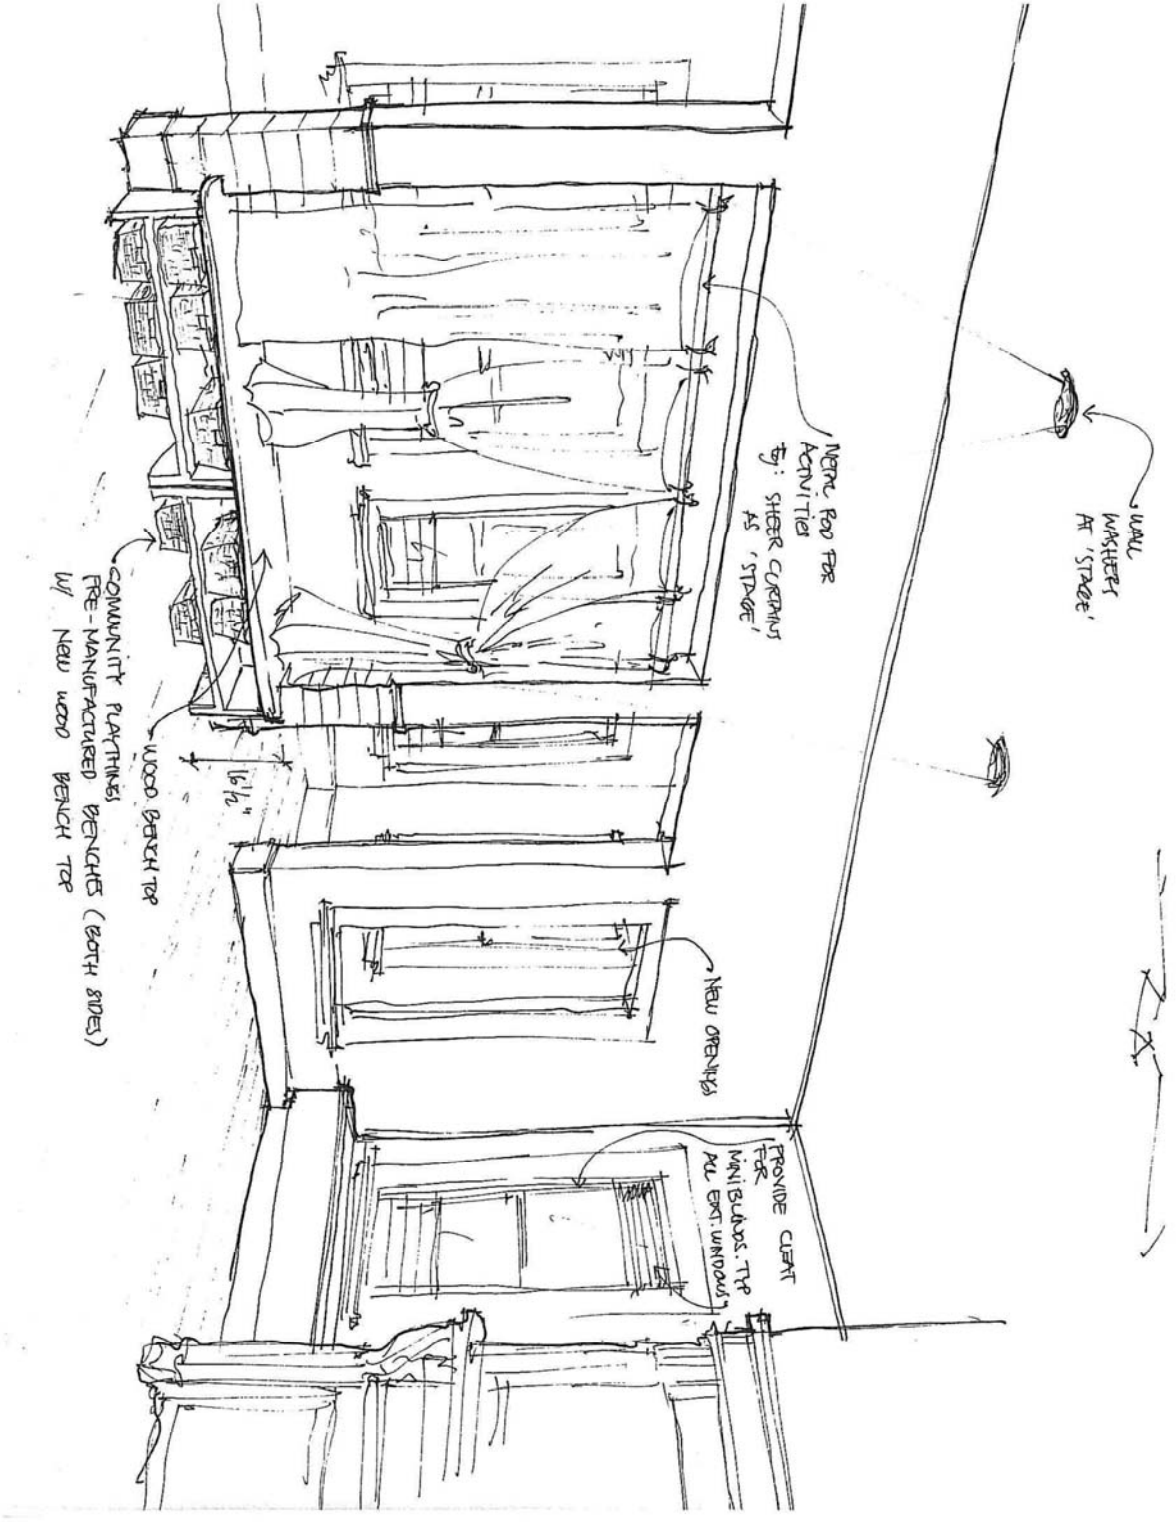 WALL
WASHERS
AT 'STAGE'
METAL ROD FOR
ACTIVITIES
Eg: SHEER CURTAINS
AS 'STAGE'
NEW OPENINGS
PROVIDE CLEAT
FOR
MINIBLINDS. TYP
ALL EXT. WINDOWS
16 1/2"
WOOD BENCH TOP
COMMUNITY PLAYTHINGS
PRE-MANUFACTURED BENCHES (BOTH SIDES)
W/ NEW WOOD BENCH TOP